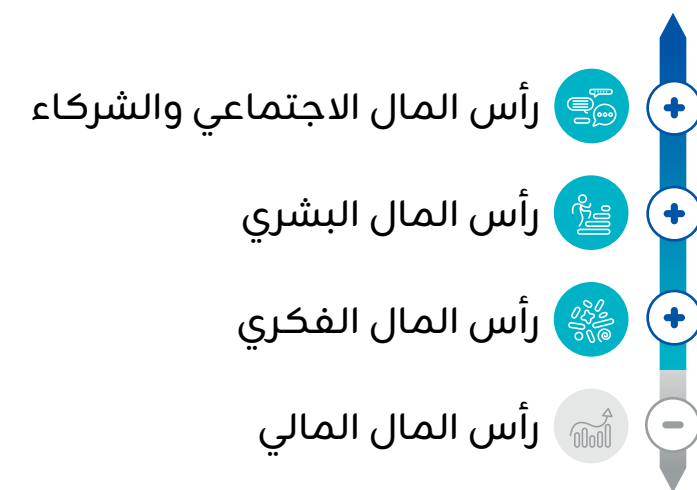 رأس المال الاجتماعي والشركاء
رأس المال البشري
رأس المال الفكري
رأس المال المالي